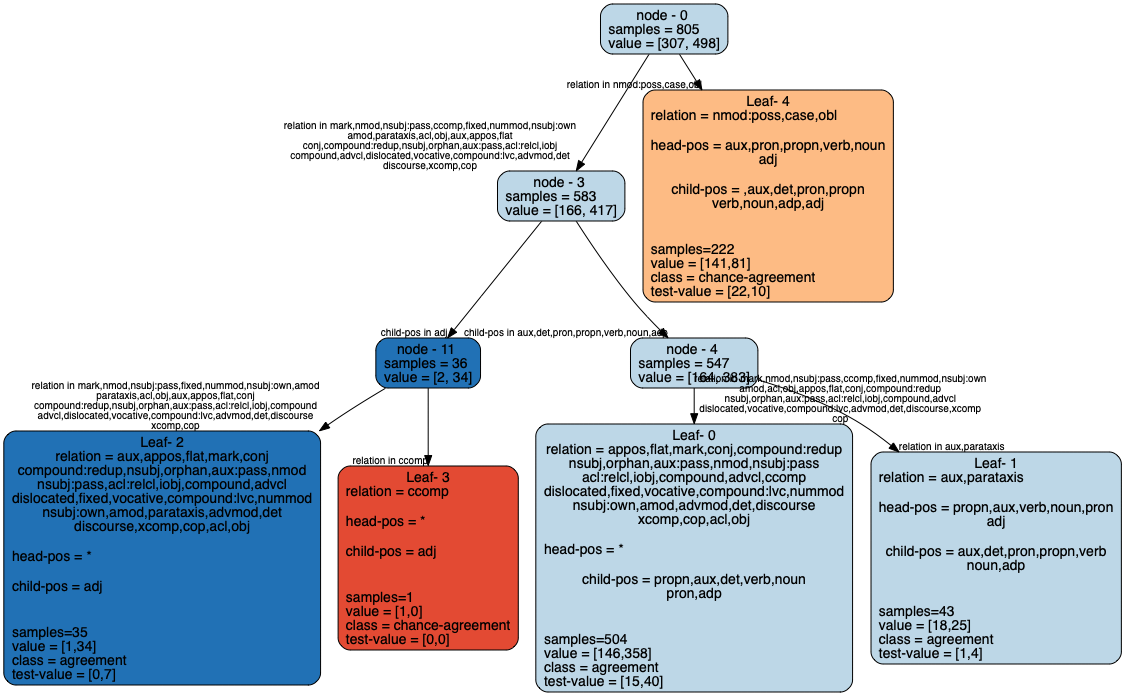 node - 0
samples = 805
value = [307, 498]
relation in nmod:poss,case,obl
Leaf- 4
relation = nmod:poss,case,obl
head-pos = aux,pron,propn,verb,noun
adj
child-pos = ,aux,det,pron,propn
verb,noun,adp,adj
samples=222
value = [141,81]
class = chance-agreement
test-value = [22,10]
relation in mark,nmod,nsubj:pass,ccomp,fixed,nummod,nsubj:own
amod,parataxis,acl,obj,aux,appos,flat
conj,compound:redup,nsubj,orphan,aux:pass,acl:relcl,iobj
compound,advcl,dislocated,vocative,compound:lvc,advmod,det
discourse,xcomp,cop
node - 3
samples = 583
value = [166, 417]
child-pos in adj
child-pos in aux,det,pron,propn,verb,noun,adp
node - 11
samples = 36
value = [2, 34]
node - 4
samples = 547
value = [164, 383]
relation in mark,nmod,nsubj:pass,fixed,nummod,nsubj:own,amod
parataxis,acl,obj,aux,appos,flat,conj
compound:redup,nsubj,orphan,aux:pass,acl:relcl,iobj,compound
advcl,dislocated,vocative,compound:lvc,advmod,det,discourse
xcomp,cop
relation in mark,nmod,nsubj:pass,ccomp,fixed,nummod,nsubj:own
amod,acl,obj,appos,flat,conj,compound:redup
nsubj,orphan,aux:pass,acl:relcl,iobj,compound,advcl
dislocated,vocative,compound:lvc,advmod,det,discourse,xcomp
cop
relation in ccomp
relation in aux,parataxis
Leaf- 2
relation = aux,appos,flat,mark,conj
compound:redup,nsubj,orphan,aux:pass,nmod
nsubj:pass,acl:relcl,iobj,compound,advcl
dislocated,fixed,vocative,compound:lvc,nummod
nsubj:own,amod,parataxis,advmod,det
discourse,xcomp,cop,acl,obj
head-pos = *
child-pos = adj
samples=35
value = [1,34]
class = agreement
test-value = [0,7]
Leaf- 3
relation = ccomp
head-pos = *
child-pos = adj
samples=1
value = [1,0]
class = chance-agreement
test-value = [0,0]
Leaf- 0
relation = appos,flat,mark,conj,compound:redup
nsubj,orphan,aux:pass,nmod,nsubj:pass
acl:relcl,iobj,compound,advcl,ccomp
dislocated,fixed,vocative,compound:lvc,nummod
nsubj:own,amod,advmod,det,discourse
xcomp,cop,acl,obj
head-pos = *
child-pos = propn,aux,det,verb,noun
pron,adp
samples=504
value = [146,358]
class = agreement
test-value = [15,40]
Leaf- 1
relation = aux,parataxis
head-pos = propn,aux,verb,noun,pron
adj
child-pos = aux,det,pron,propn,verb
noun,adp
samples=43
value = [18,25]
class = agreement
test-value = [1,4]